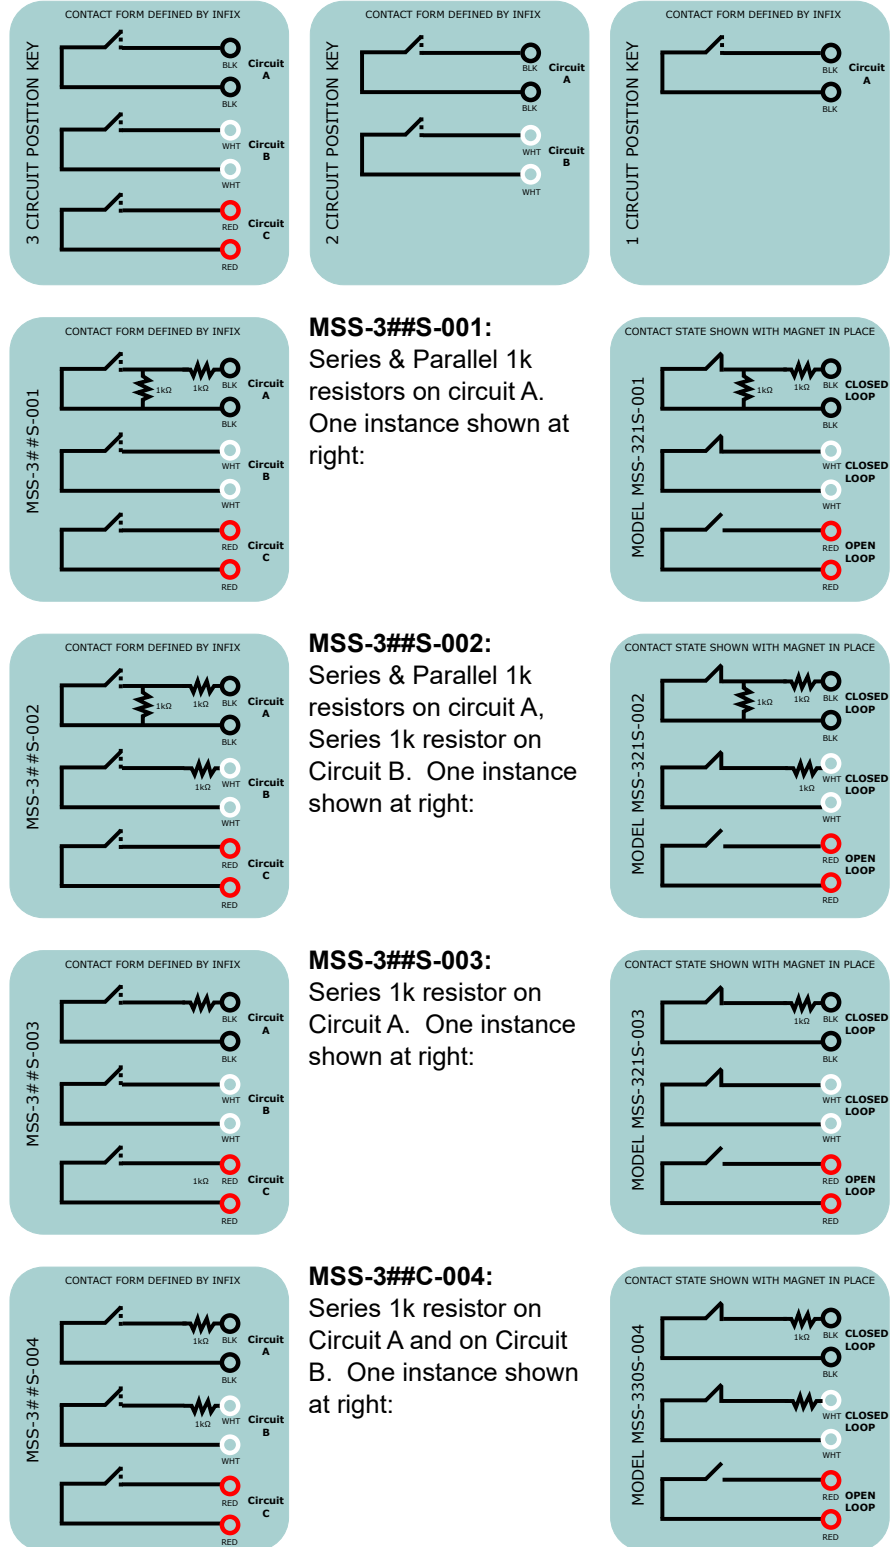 CONTACT FORM DEFINED BY INFIX
3 CIRCUIT POSITION KEY
BLK
Circuit
A
BLK
WHT
Circuit
B
WHT
RED
Circuit
C
RED
CONTACT FORM DEFINED BY INFIX
2 CIRCUIT POSITION KEY
BLK
Circuit
A
BLK
WHT
Circuit
B
WHT
CONTACT FORM DEFINED BY INFIX
1 CIRCUIT POSITION KEY
BLK
Circuit
A
BLK
CONTACT FORM DEFINED BY INFIX
MSS-3##S-001
1kΩ
1kΩ
BLK
Circuit
A
BLK
WHT
Circuit
B
WHT
RED
Circuit
C
RED
MSS-3##S-001:
Series & Parallel 1k
resistors on circuit A.
One instance shown at
right:
CONTACT STATE SHOWN WITH MAGNET IN PLACE
MODEL MSS-321S-001
1kΩ
1kΩ
BLK
CLOSED
LOOP
BLK
WHT
CLOSED
LOOP
WHT
RED
OPEN
LOOP
RED
CONTACT FORM DEFINED BY INFIX
MSS-3##S-002
1kΩ
1kΩ
BLK
Circuit
A
BLK
1kΩ
WHT
Circuit
B
WHT
RED
Circuit
C
RED
MSS-3##S-002:
Series & Parallel 1k
resistors on circuit A,
Series 1k resistor on
Circuit B.  One instance
shown at right:
CONTACT STATE SHOWN WITH MAGNET IN PLACE
MODEL MSS-321S-002
1kΩ
1kΩ
BLK
CLOSED
LOOP
BLK
1kΩ
WHT
CLOSED
LOOP
WHT
RED
OPEN
LOOP
RED
CONTACT FORM DEFINED BY INFIX
MSS-3##S-003
BLK
Circuit
A
BLK
WHT
Circuit
B
WHT
1kΩ
RED
Circuit
C
RED
MSS-3##S-003:
Series 1k resistor on
Circuit A.  One instance
shown at right:
CONTACT STATE SHOWN WITH MAGNET IN PLACE
MODEL MSS-321S-003
1kΩ
BLK
CLOSED
LOOP
BLK
WHT
CLOSED
LOOP
WHT
RED
OPEN
LOOP
RED
CONTACT FORM DEFINED BY INFIX
MSS-3##S-004
1kΩ
BLK
Circuit
A
BLK
1kΩ
WHT
Circuit
B
WHT
RED
Circuit
C
RED
MSS-3##C-004:
Series 1k resistor on
Circuit A and on Circuit
B.  One instance shown
at right:
CONTACT STATE SHOWN WITH MAGNET IN PLACE
MODEL MSS-330S-004
1kΩ
BLK
CLOSED
LOOP
BLK
WHT
CLOSED
LOOP
WHT
RED
OPEN
LOOP
RED